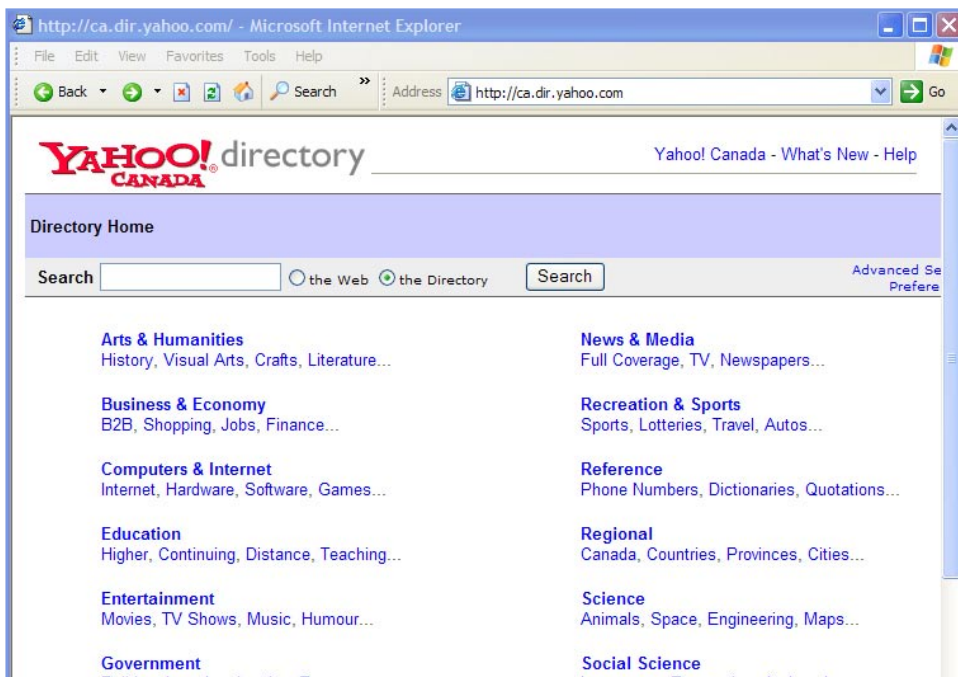 http://ca.dir.yahoo.com/ - Microsoft Internet Explorer
File Edit View Favorites Tools Help
Back Search » Address http://ca.dir.yahoo.com Go
YAHOO!® directory
CANADA
Yahoo! Canada - What's New - Help
Directory Home
Search the Web the Directory Search
Advanced Se
Prefere
Arts & Humanities
History, Visual Arts, Crafts, Literature...
Business & Economy
B2B, Shopping, Jobs, Finance...
Computers & Internet
Internet, Hardware, Software, Games...
Education
Higher, Continuing, Distance, Teaching...
Entertainment
Movies, TV Shows, Music, Humour...
Government
News & Media
Full Coverage, TV, Newspapers...
Recreation & Sports
Sports, Lotteries, Travel, Autos...
Reference
Phone Numbers, Dictionaries, Quotations...
Regional
Canada, Countries, Provinces, Cities...
Science
Animals, Space, Engineering, Maps...
Social Science